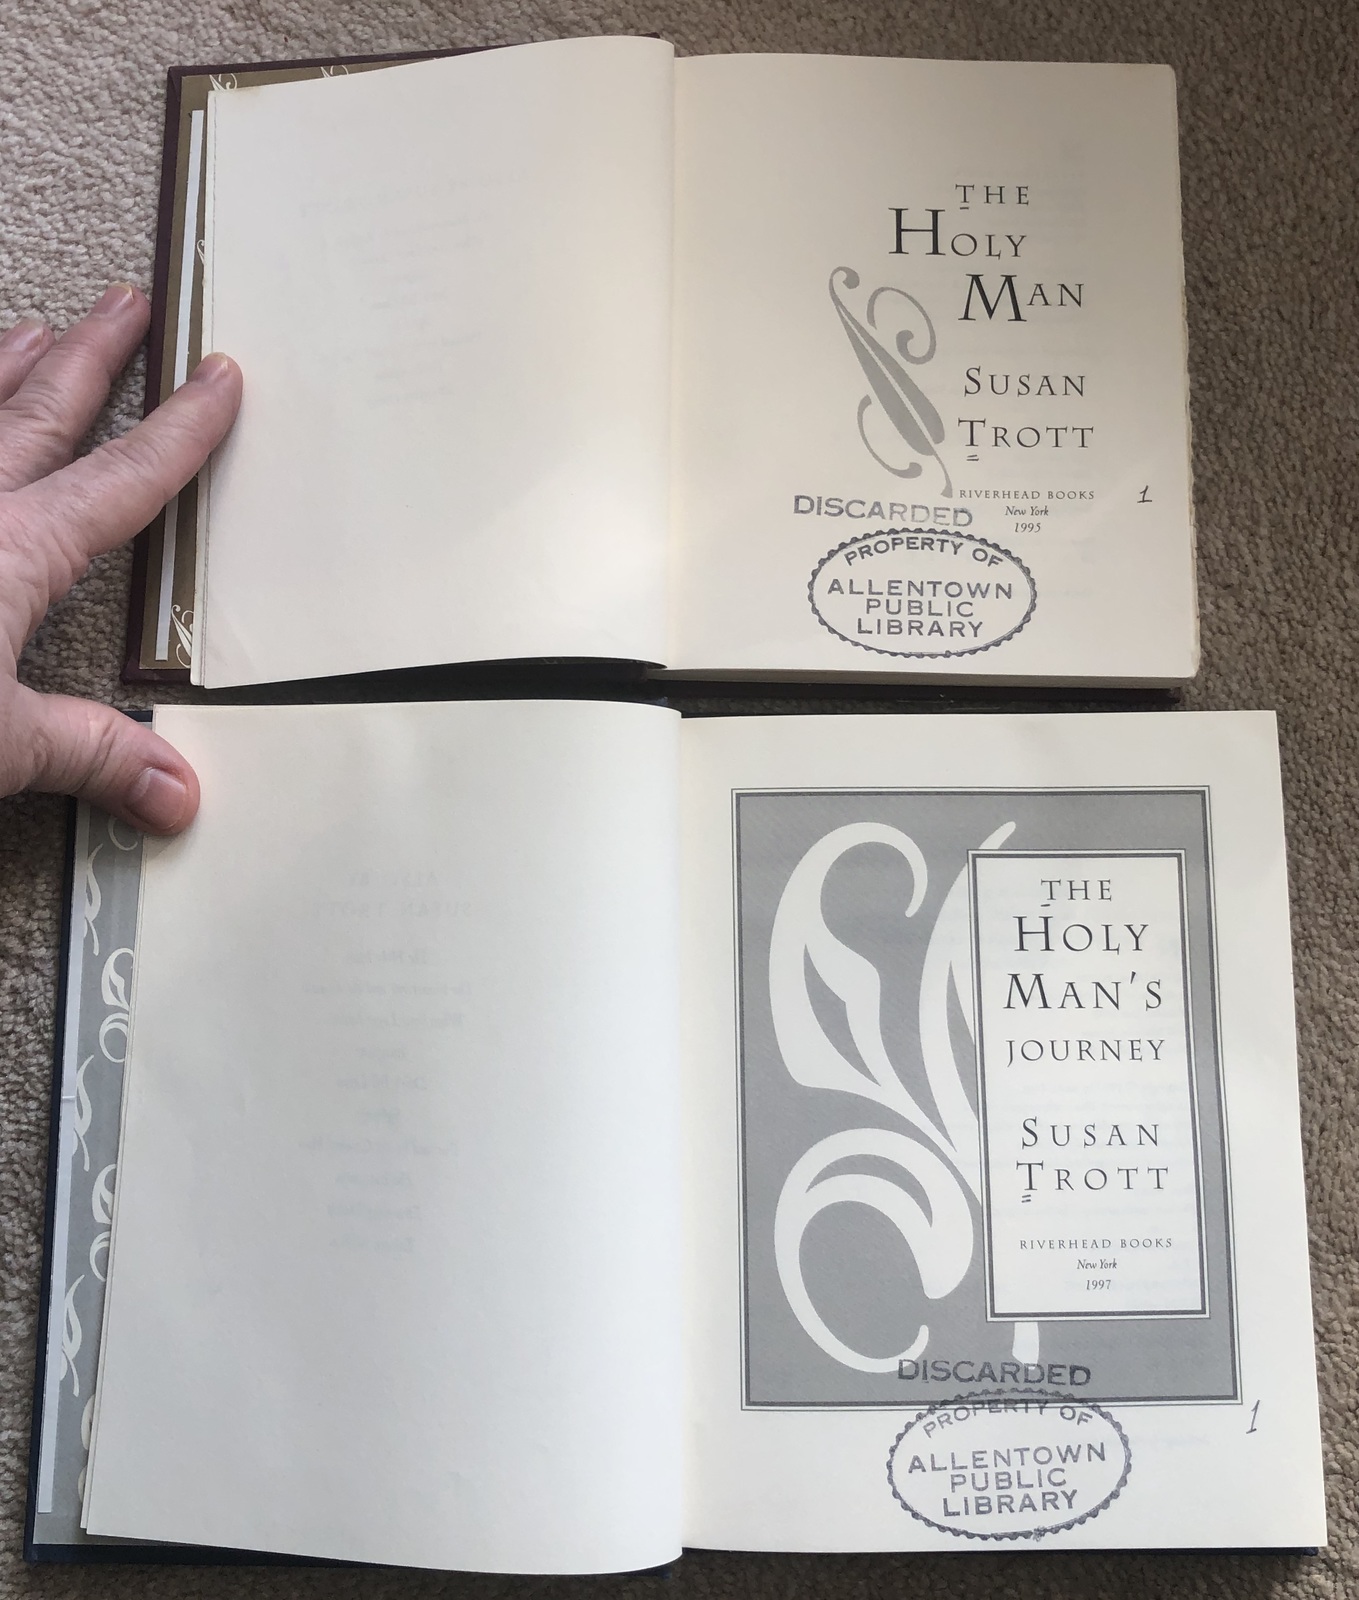 THE
HOLY
MAN
SUSAN
TROTT
RIVERHEAD BOOKS
New York
1995
1
DISCARDED
PROPERTY OF
ALLENTOWN
PUBLIC
LIBRARY
THE
HOLY
MAN'S
JOURNEY
SUSAN
TROTT
RIVERHEAD BOOKS
New York
1997
DISCARDED
1
PROPERTY OF
ALLENTOWN
PUBLIC
LIBRARY